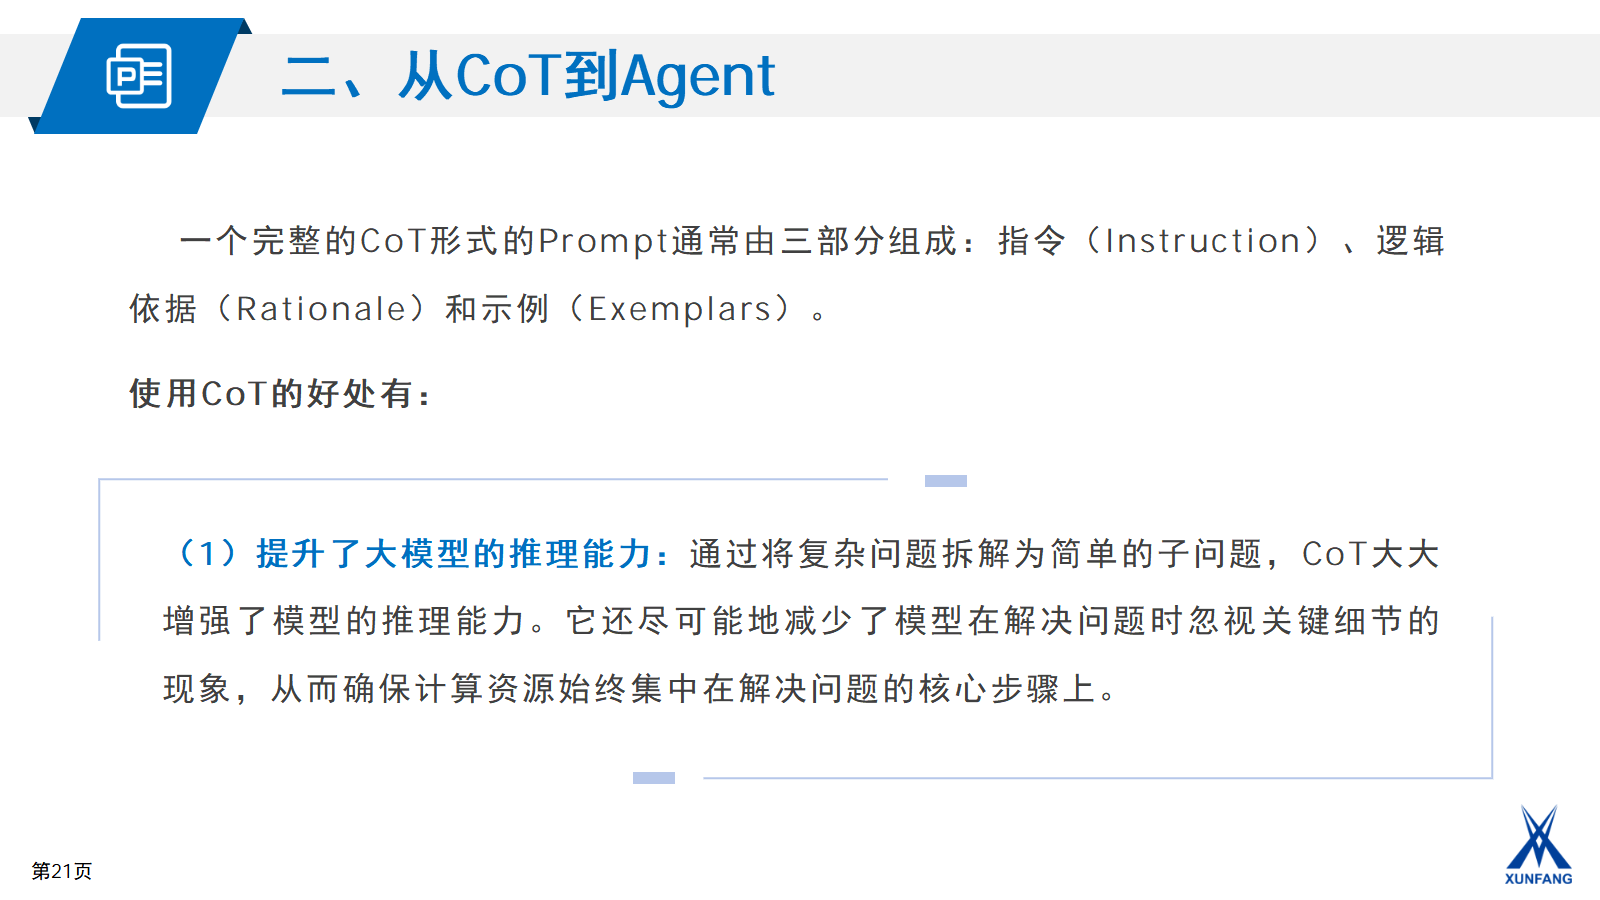 二、从CoT到Agent
一个完整的CoT形式的Prompt通常由三部分组成：指令（Instruction）、逻辑
依据（Rationale）和示例（Exemplars）。
使用CoT的好处有：
（1）提升了大模型的推理能力：通过将复杂问题拆解为简单的子问题，CoT大大
增强了模型的推理能力。它还尽可能地减少了模型在解决问题时忽视关键细节的
现象，从而确保计算资源始终集中在解决问题的核心步骤上。
第21页
XUNFANG